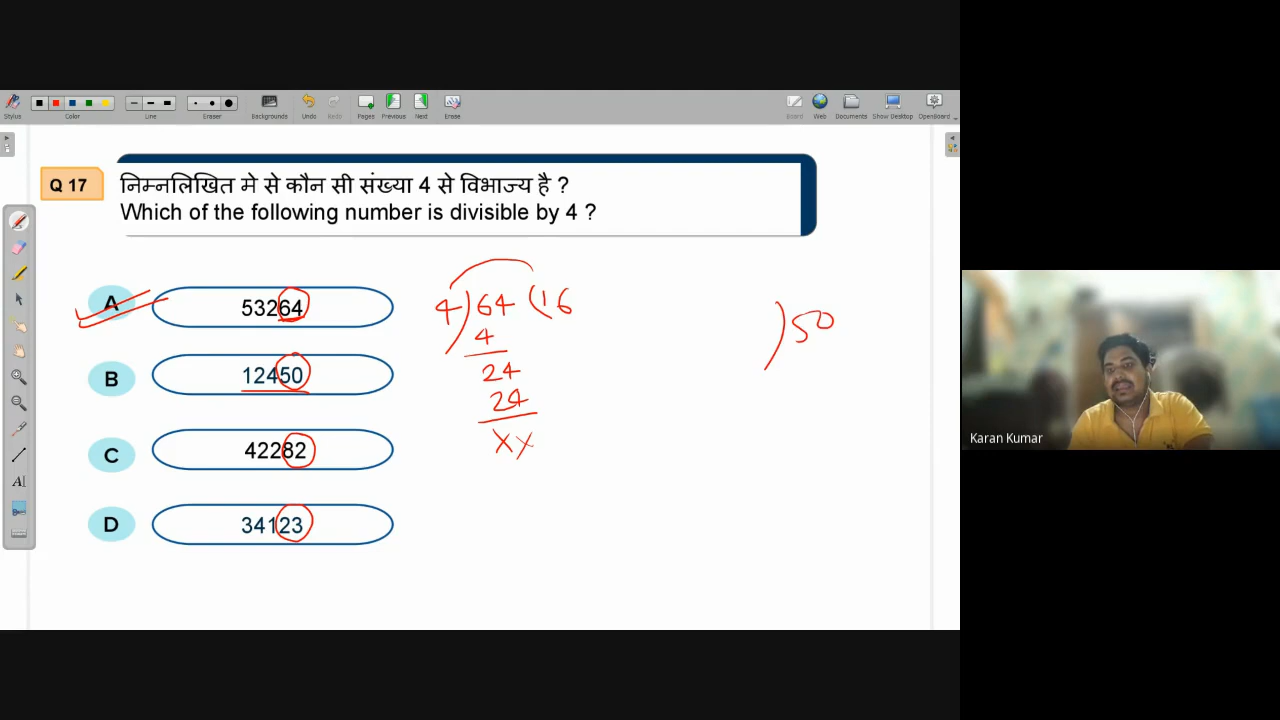 Stylus Color Line Eraser Backgrounds Undo Redo Pages Previous Next Erase Board Web Documents Show Desktop OpenBoard
Q 17
निम्नलिखित मे से कौन सी संख्या 4 से विभाज्य है ?
Which of the following number is divisible by 4 ?
A 53264
B 12450
C 42282
D 34123
4)64(16
4
24
24
xx
)50
Karan Kumar